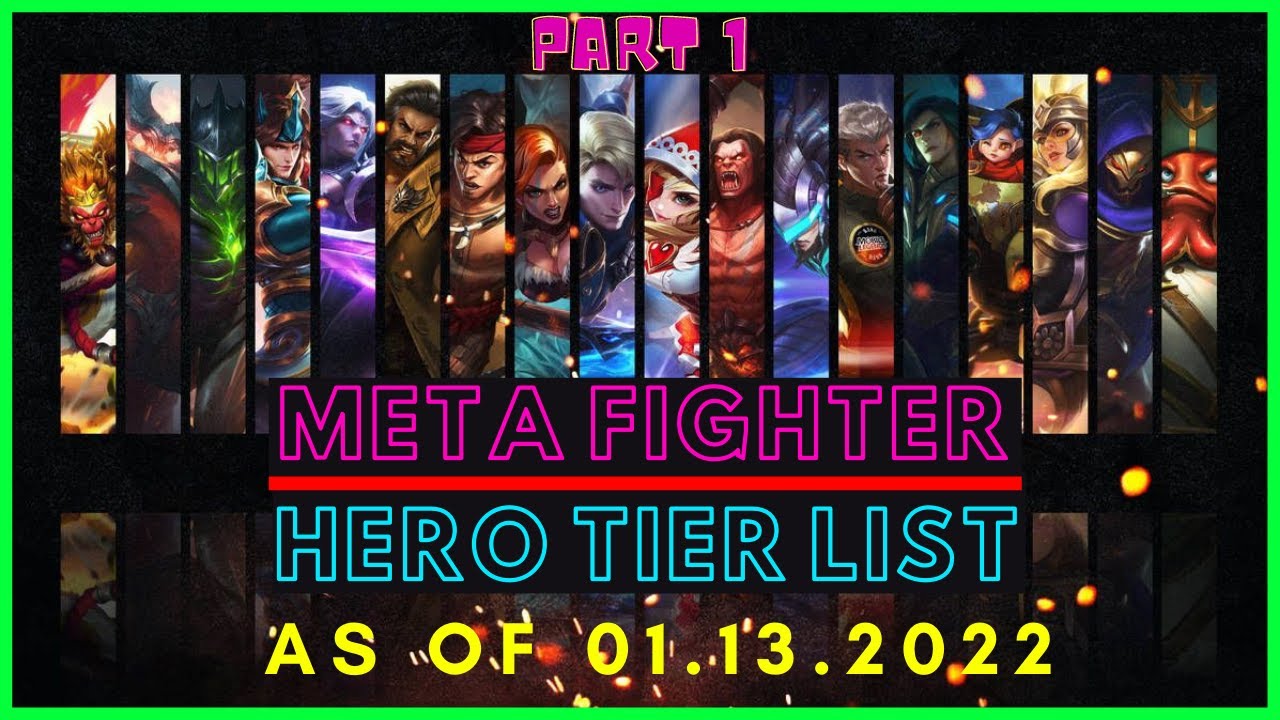 PART 1
META FIGHTER
HERO TIER LIST
AS OF 01.13.2022